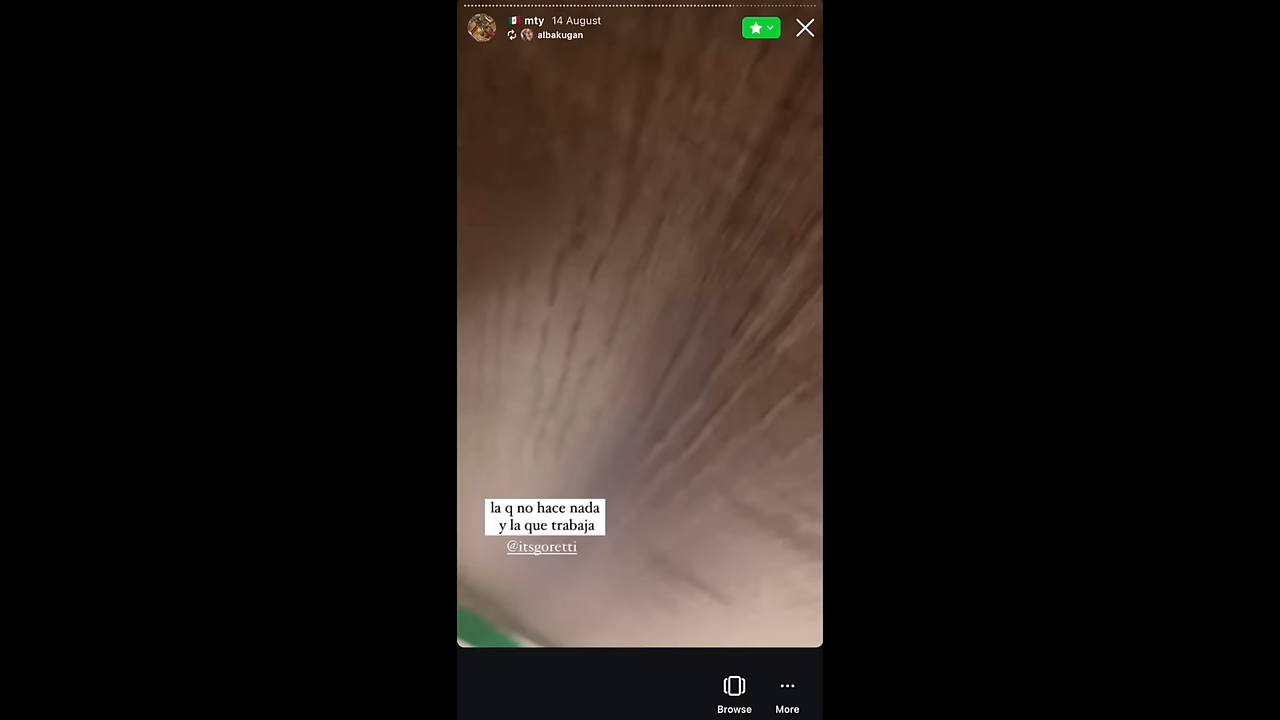 🇲🇽 mty 14 August
albakugan
la q no hace nada
y la que trabaja
@itsgoretti
Browse
More